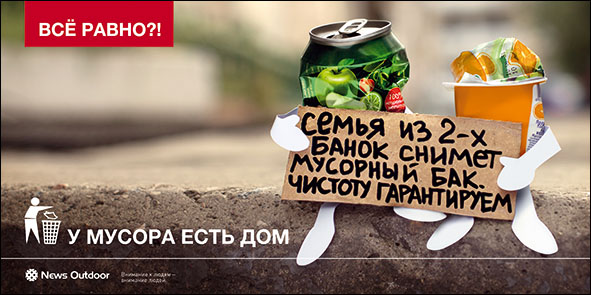 ВСЁ РАВНО?!
100%
СЕМЬЯ ИЗ 2-Х
БАНОК СНИМЕТ
МУСОРНЫЙ БАК.
ЧИСТОТУ ГАРАНТИРУЕМ
У МУСОРА ЕСТЬ ДОМ
News Outdoor
Внимание к людям –
внимание людей